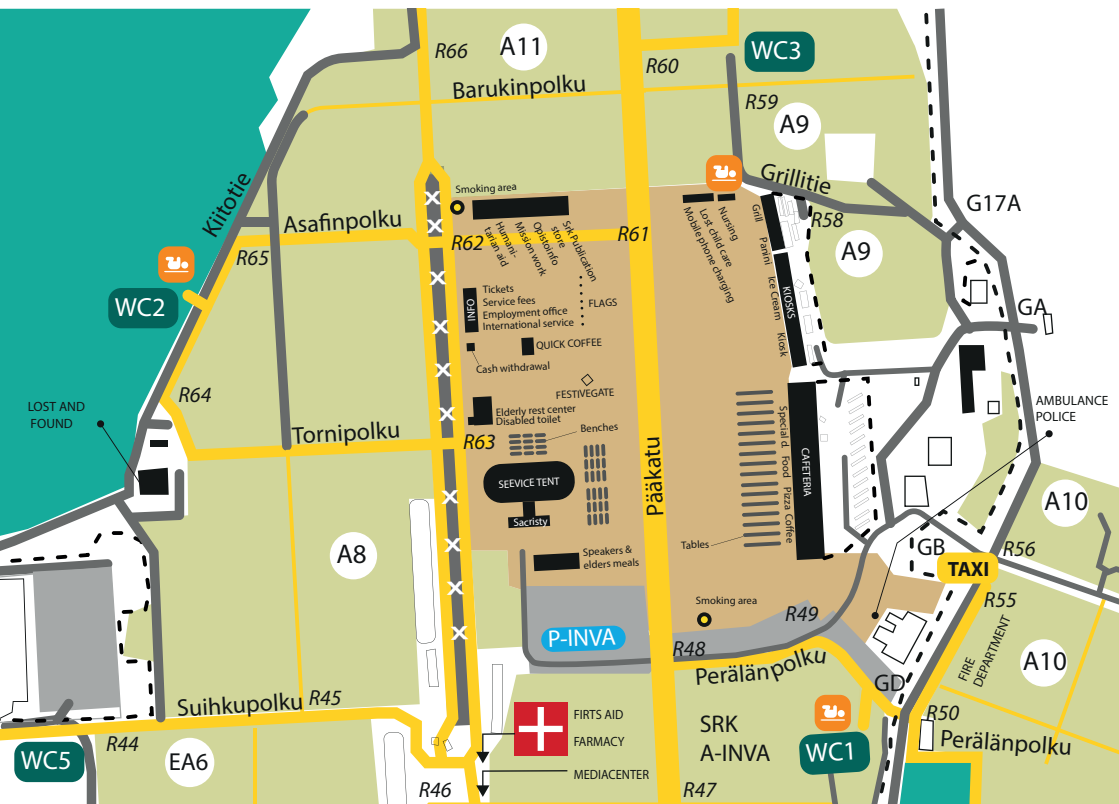 R66
A11
WC3
R60
Barukinpolku
R59
A9
Kiitotie
Smoking area
Grillitie
Asafinpolku
R58
G17A
R62
R61
R65
Human-
tarian aid
Mission work
Opistoinfo
store
Srk Publication
Mobile phone charging
Lost child care
Nursing
Grill
Panini
Ice Cream
Kiosk
KIOSKS
A9
WC2
INFO
Tickets
Service fees
Employment office
International service
FLAGS
GA
QUICK COFFEE
Cash withdrawal
R64
FESTIVEGATE
LOST AND
FOUND
Elderly rest center
Disabled toilet
Benches
AMBULANCE
POLICE
Tornipolku
R63
Pääkatu
Special d.
Food
Pizza
Coffee
CAFETERIA
SEEVICE TENT
Sacristy
A10
A8
Speakers &
elders meals
Tables
GB
R56
TAXI
Smoking area
R55
P-INVA
R49
R48
Perälänpolku
FIRE
DEPARTMENT
A10
GD
Suihkupolku
R45
R50
FIRTS AID
FARMACY
SRK
A-INVA
Perälänpolku
R44
WC5
EA6
WC1
MEDIACENTER
R46
R47